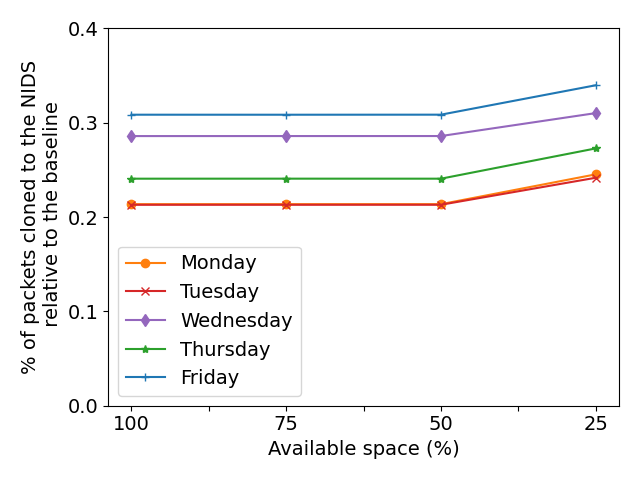 % of packets cloned to the NIDS
relative to the baseline
0.4
0.3
0.2
0.1
0.0
Monday
Tuesday
Wednesday
Thursday
Friday
100 75 50 25
Available space (%)